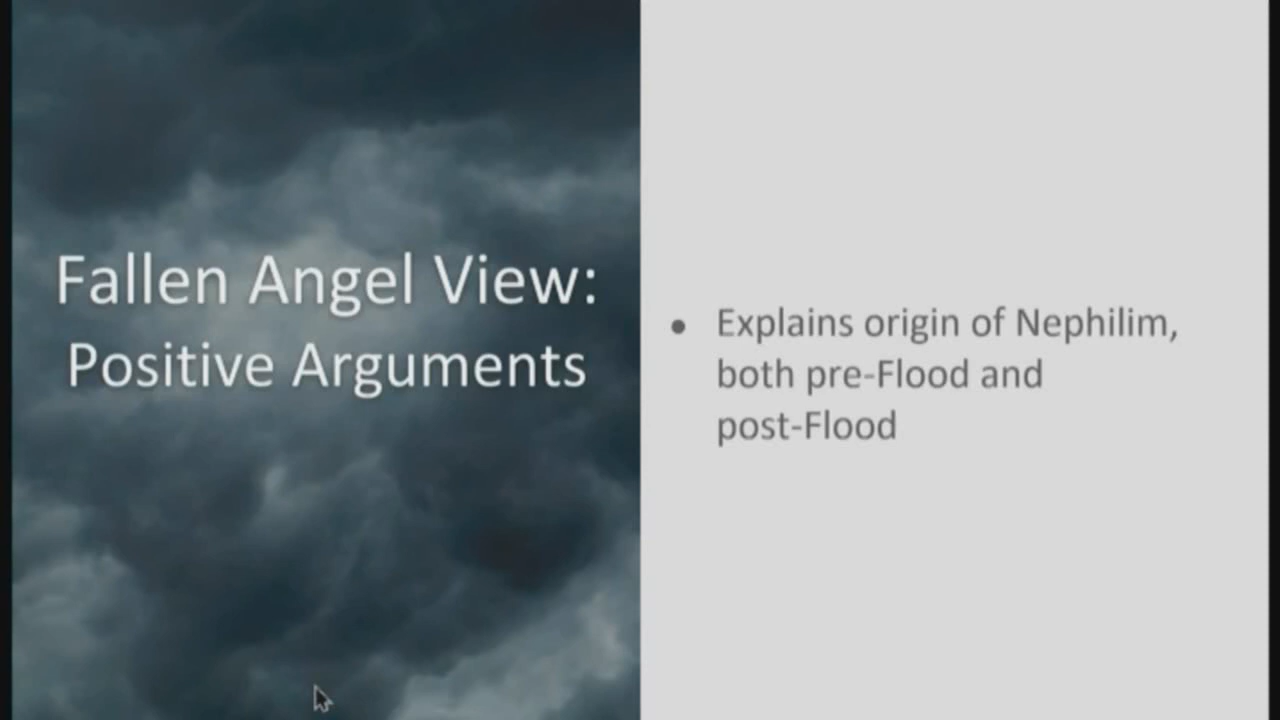 Fallen Angel View:
Positive Arguments
• Explains origin of Nephilim,
both pre-Flood and
post-Flood